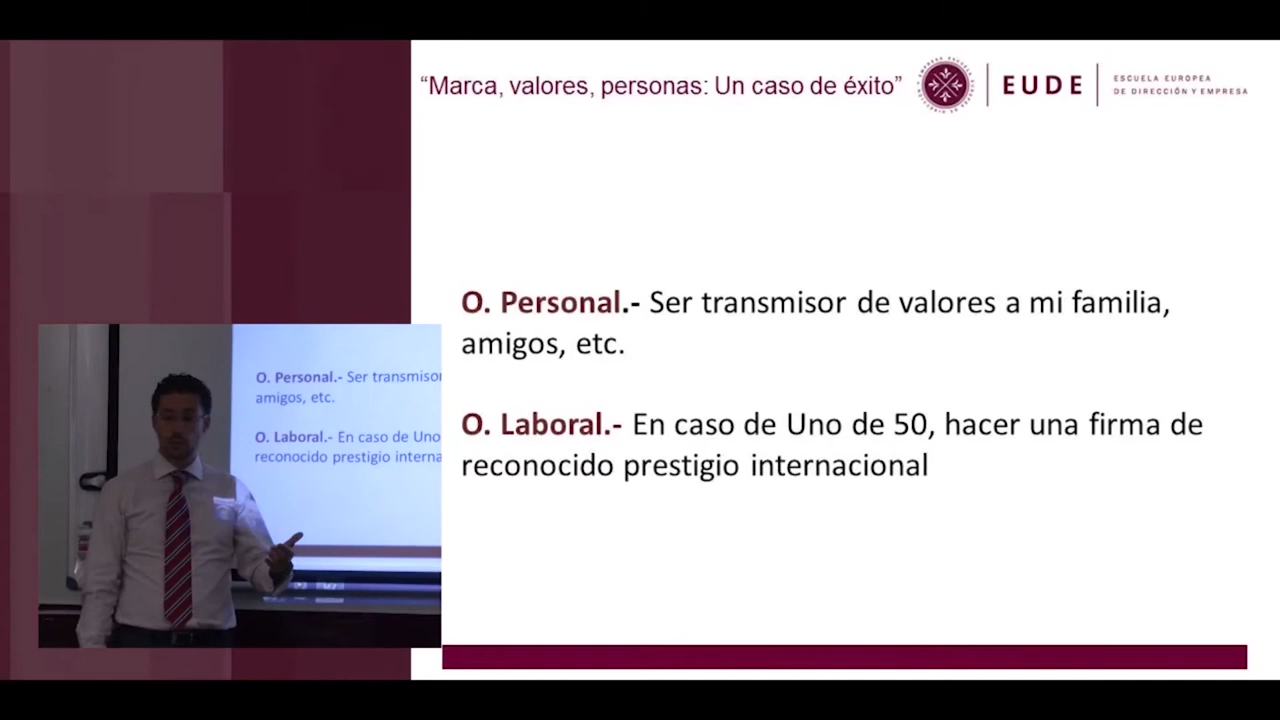 “Marca, valores, personas: Un caso de éxito”
EUDE
ESCUELA EUROPEA
DE DIRECCIÓN Y EMPRESA
O. Personal.- Ser transmisor de valores a mi familia,
amigos, etc.
O. Laboral.- En caso de Uno de 50, hacer una firma de
reconocido prestigio internacional
O. Personal.- Ser transmisor
amigos, etc.
O. Laboral.- En caso de Uno
reconocido prestigio interna